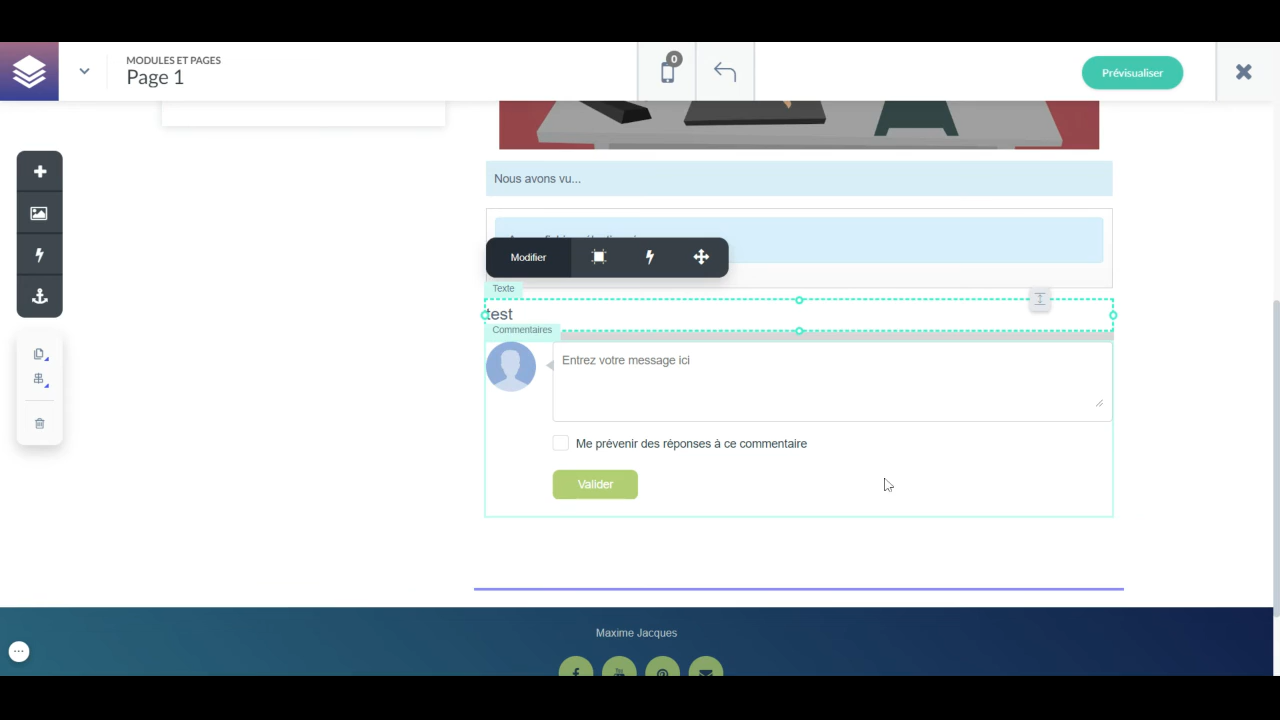 MODULES ET PAGES
Page 1
0
Prévisualiser
Nous avons vu...
Modifier
Texte
test
Commentaires
Entrez votre message ici
Me prévenir des réponses à ce commentaire
Valider
Maxime Jacques